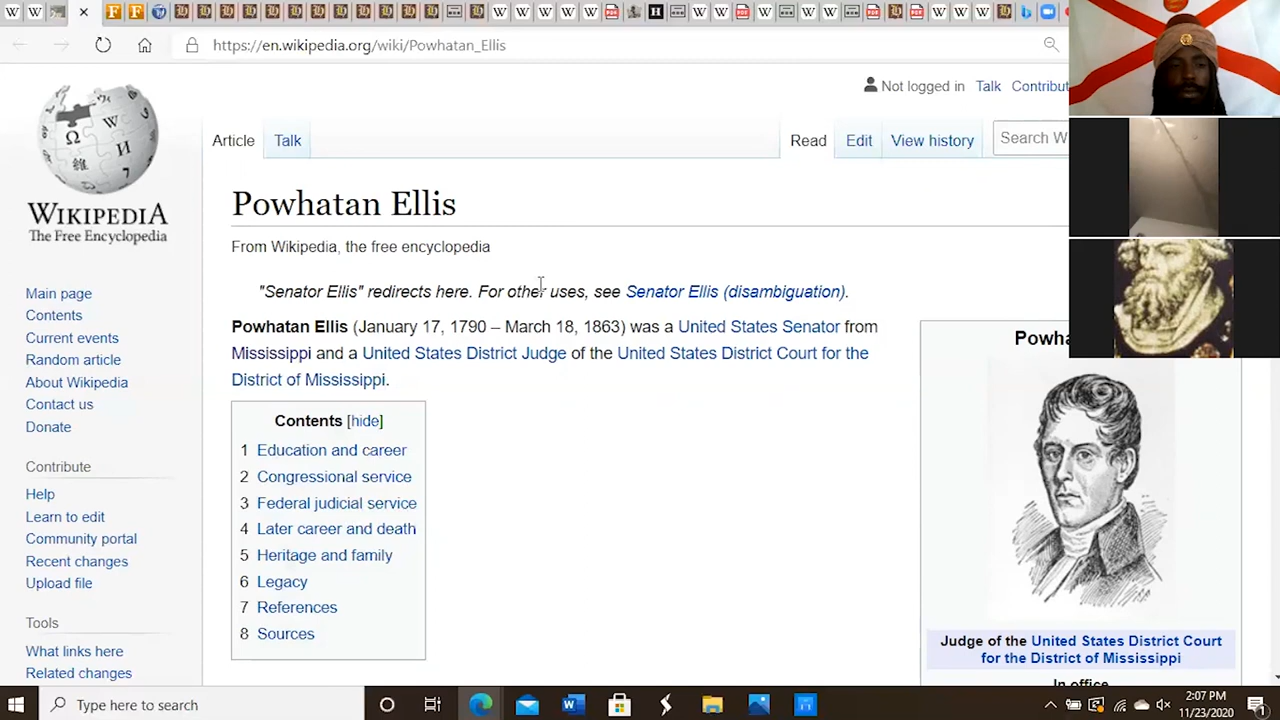 https://en.wikipedia.org/wiki/Powhatan_Ellis
Not logged in Talk Contribut
Article Talk Read Edit View history Search W
WIKIPEDIA
The Free Encyclopedia
Powhatan Ellis
From Wikipedia, the free encyclopedia
"Senator Ellis" redirects here. For other uses, see Senator Ellis (disambiguation).
Powhatan Ellis (January 17, 1790 – March 18, 1863) was a United States Senator from
Mississippi and a United States District Judge of the United States District Court for the
District of Mississippi.
Contents [hide]
1 Education and career
2 Congressional service
3 Federal judicial service
4 Later career and death
5 Heritage and family
6 Legacy
7 References
8 Sources
Main page
Contents
Current events
Random article
About Wikipedia
Contact us
Donate
Contribute
Help
Learn to edit
Community portal
Recent changes
Upload file
Tools
What links here
Related changes
Powha
Judge of the United States District Court
for the District of Mississippi
In office
Type here to search
2:07 PM
11/23/2020